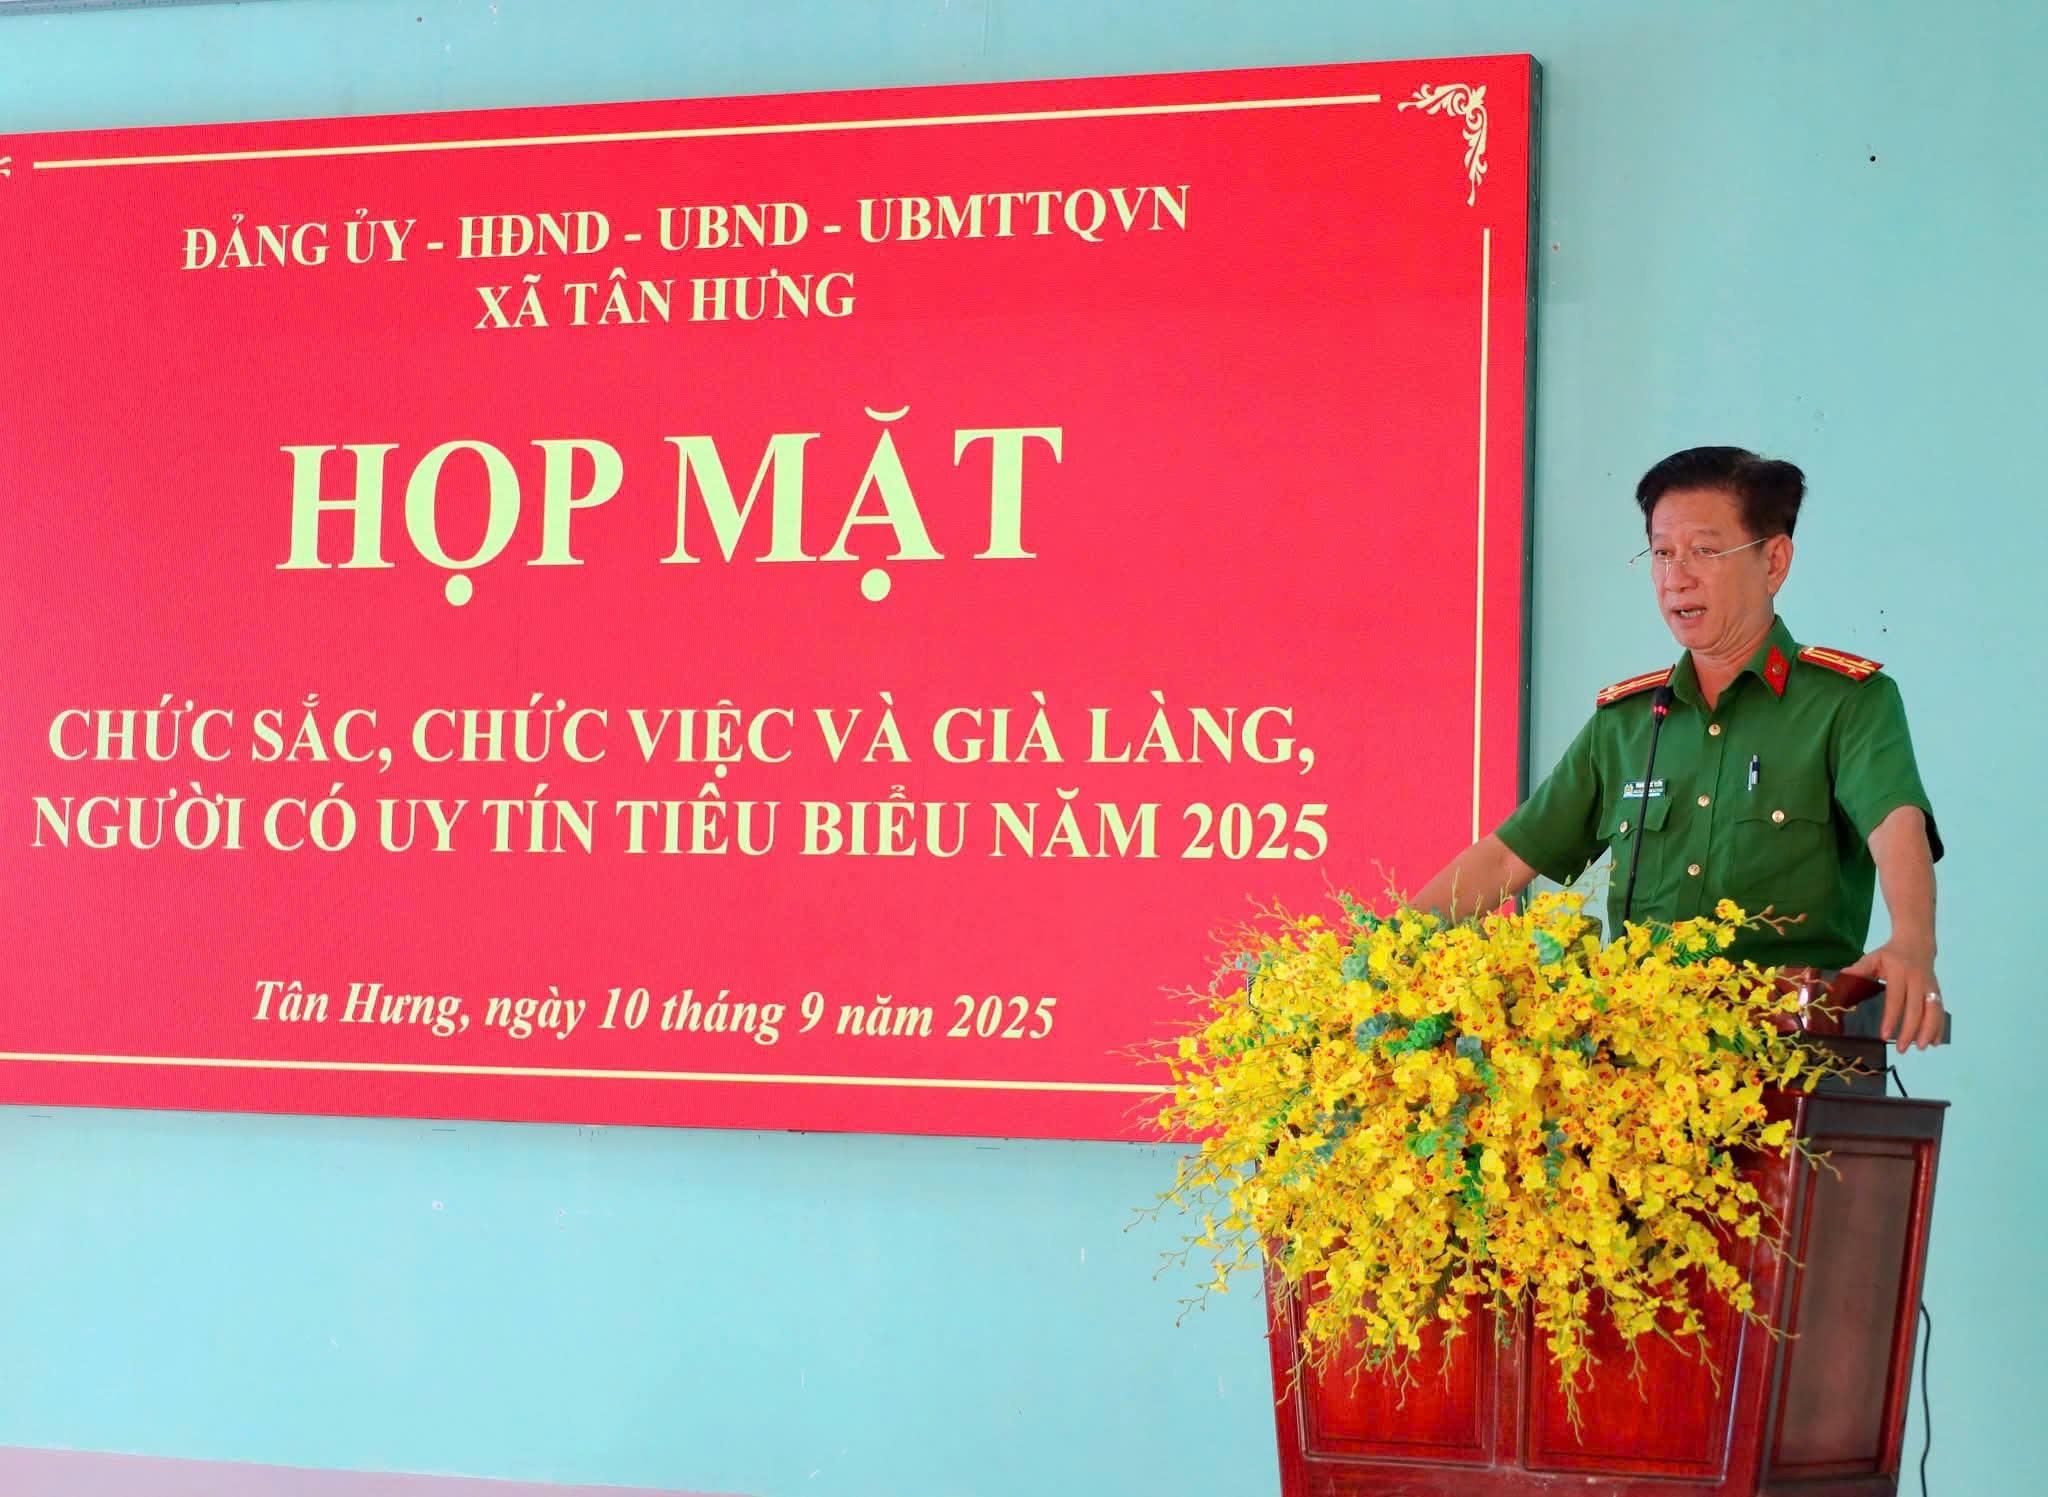 ĐẢNG ỦY - HĐND - UBND - UBMTTQVN
XÃ TÂN HƯNG
HỌP MẶT
CHỨC SẮC, CHỨC VIỆC VÀ GIÀ LÀNG,
NGƯỜI CÓ UY TÍN TIÊU BIỂU NĂM 2025
Tân Hưng, ngày 10 tháng 9 năm 2025